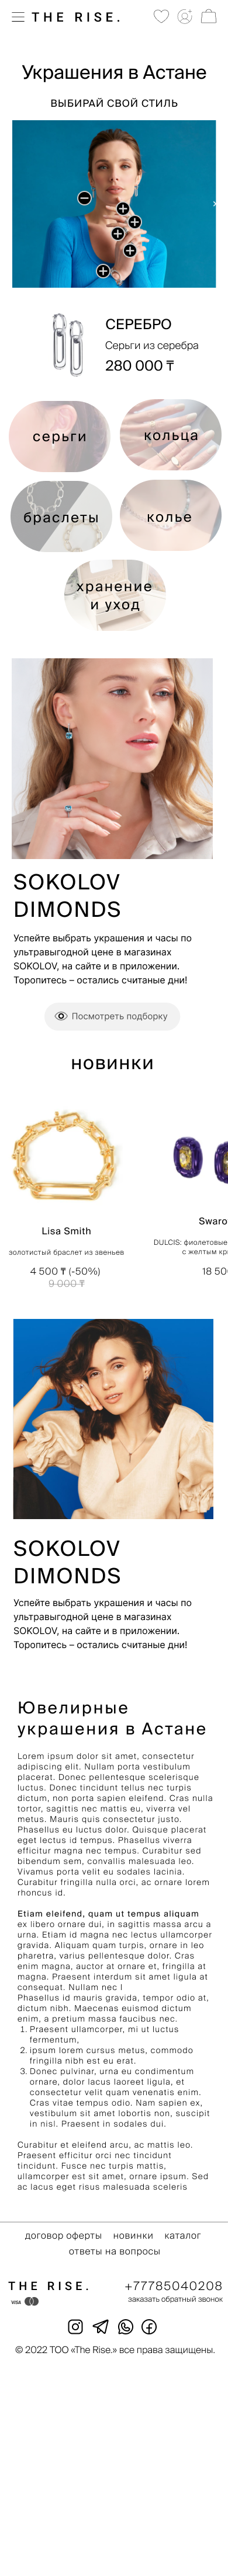 THE RISE.
Украшения в Астане
ВЫБИРАЙ СВОЙ СТИЛЬ
СЕРЕБРО
Серьги из серебра
280 000 ₸
серьги
кольца
браслеты
колье
хранение
и уход
SOKOLOV
DIMONDS
Успейте выбрать украшения и часы по
ультравыгодной цене в магазинах
SOKOLOV, на сайте и в приложении.
Торопитесь – остались считаные дни!
Посмотреть подборку
новинки
Lisa Smith
золотистый браслет из звеньев
4 500 ₸ (-50%)
9 000 ₸
Swaro
DULCIS: фиолетовые
с желтым кр
18 50
SOKOLOV
DIMONDS
Успейте выбрать украшения и часы по
ультравыгодной цене в магазинах
SOKOLOV, на сайте и в приложении.
Торопитесь – остались считаные дни!
Ювелирные
украшения в Астане
Lorem ipsum dolor sit amet, consectetur
adipiscing elit. Nullam porta vestibulum
placerat. Donec pellentesque scelerisque
luctus. Donec tincidunt tellus nec turpis
dictum, non porta sapien eleifend. Cras nulla
tortor, sagittis nec mattis eu, viverra vel
metus. Mauris quis consectetur justo.
Phasellus eu luctus dolor. Quisque placerat
eget lectus id tempus. Phasellus viverra
efficitur magna nec tempus. Curabitur sed
bibendum sem, convallis malesuada leo.
Vivamus porta velit eu sodales lacinia.
Curabitur fringilla nulla orci, ac ornare lorem
rhoncus id.
Etiam eleifend, quam ut tempus aliquam
ex libero ornare dui, in sagittis massa arcu a
urna. Etiam id magna nec lectus ullamcorper
gravida. Aliquam quam turpis, ornare in leo
pharetra, varius pellentesque dolor. Cras
enim magna, auctor at ornare et, fringilla at
magna. Praesent interdum sit amet ligula at
consequat. Nullam nec l
Phasellus id mauris gravida, tempor odio at,
dictum nibh. Maecenas euismod dictum
enim, a pretium massa faucibus nec.
1. Praesent ullamcorper, mi ut luctus
fermentum,
2. ipsum lorem cursus metus, commodo
fringilla nibh est eu erat.
3. Donec pulvinar, urna eu condimentum
ornare, dolor lacus laoreet ligula, et
consectetur velit quam venenatis enim.
Cras vitae tempus odio. Nam sapien ex,
vestibulum sit amet lobortis non, suscipit
in nisl. Praesent in sodales dui.
Curabitur et eleifend arcu, ac mattis leo.
Praesent efficitur orci nec tincidunt
tincidunt. Fusce nec turpis mattis,
ullamcorper est sit amet, ornare ipsum. Sed
ac lacus eget risus malesuada sceleris
договор оферты новинки каталог
ответы на вопросы
THE RISE.
+77785040208
заказать обратный звонок
VISA
© 2022 ТОО «The Rise.» все права защищены.